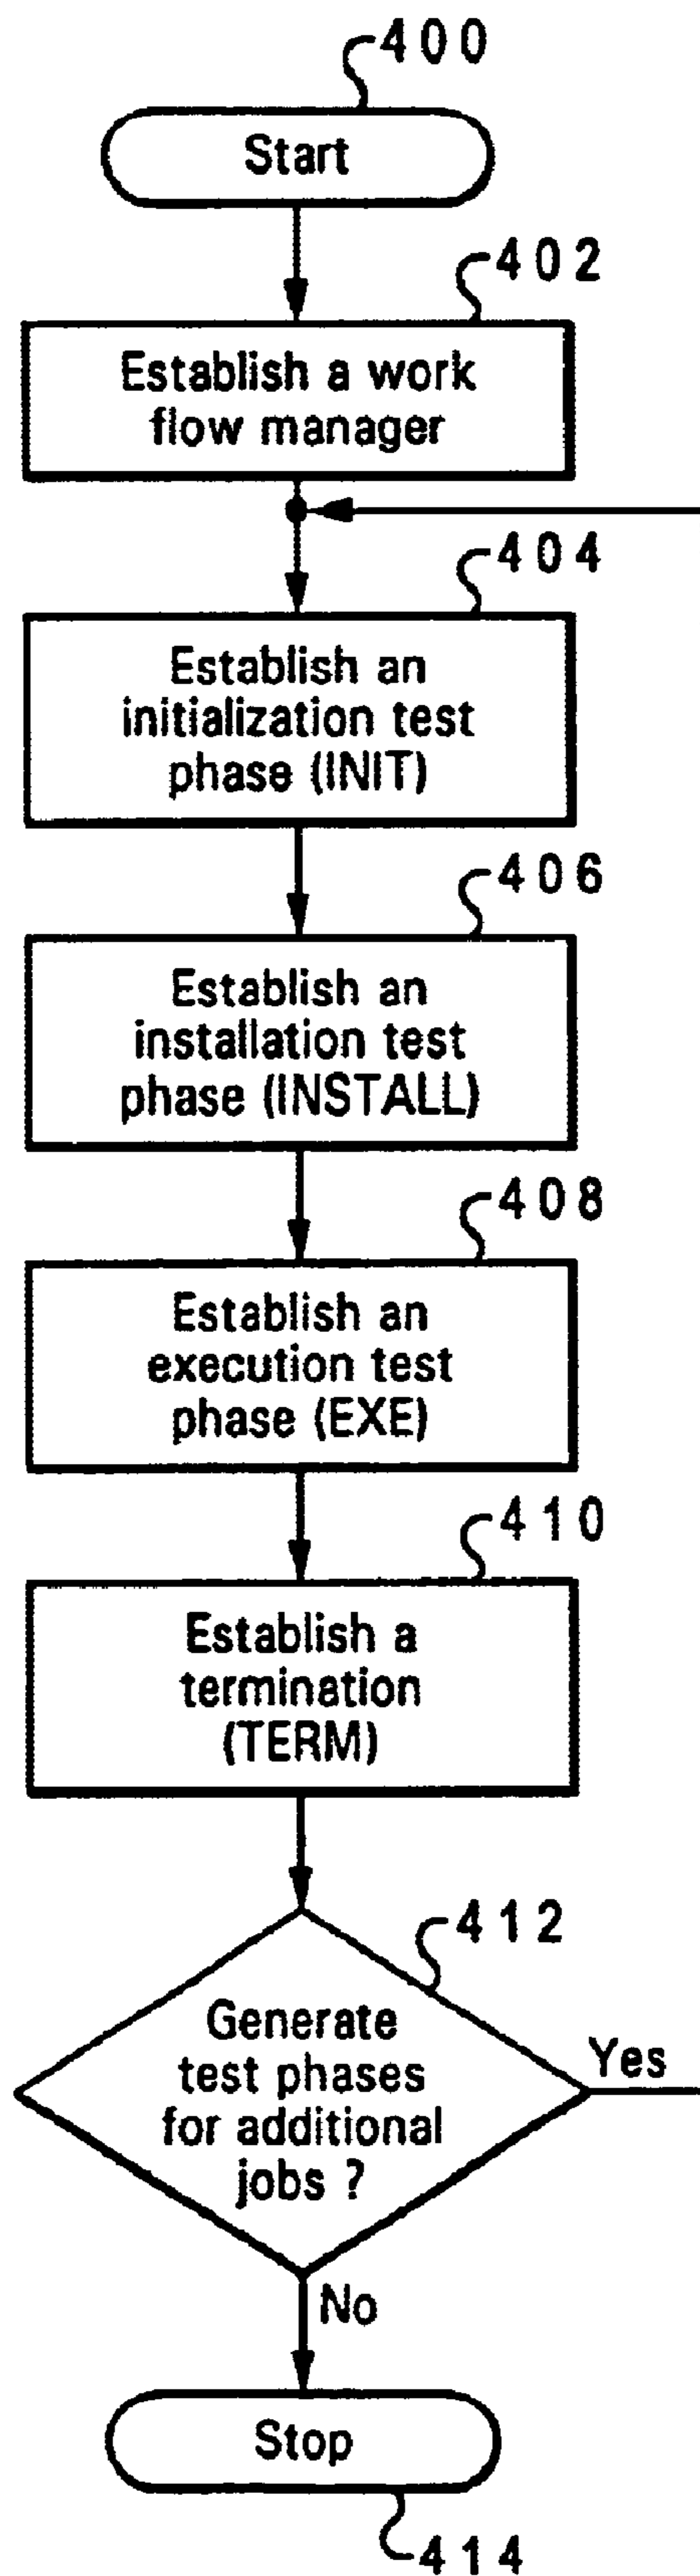 400
Start
402
Establish a work
flow manager
404
Establish an
initialization test
phase (INIT)
406
Establish an
installation test
phase (INSTALL)
408
Establish an
execution test
phase (EXE)
410
Establish a
termination
(TERM)
412
Generate
test phases
for additional
jobs ?
Yes
No
Stop
414